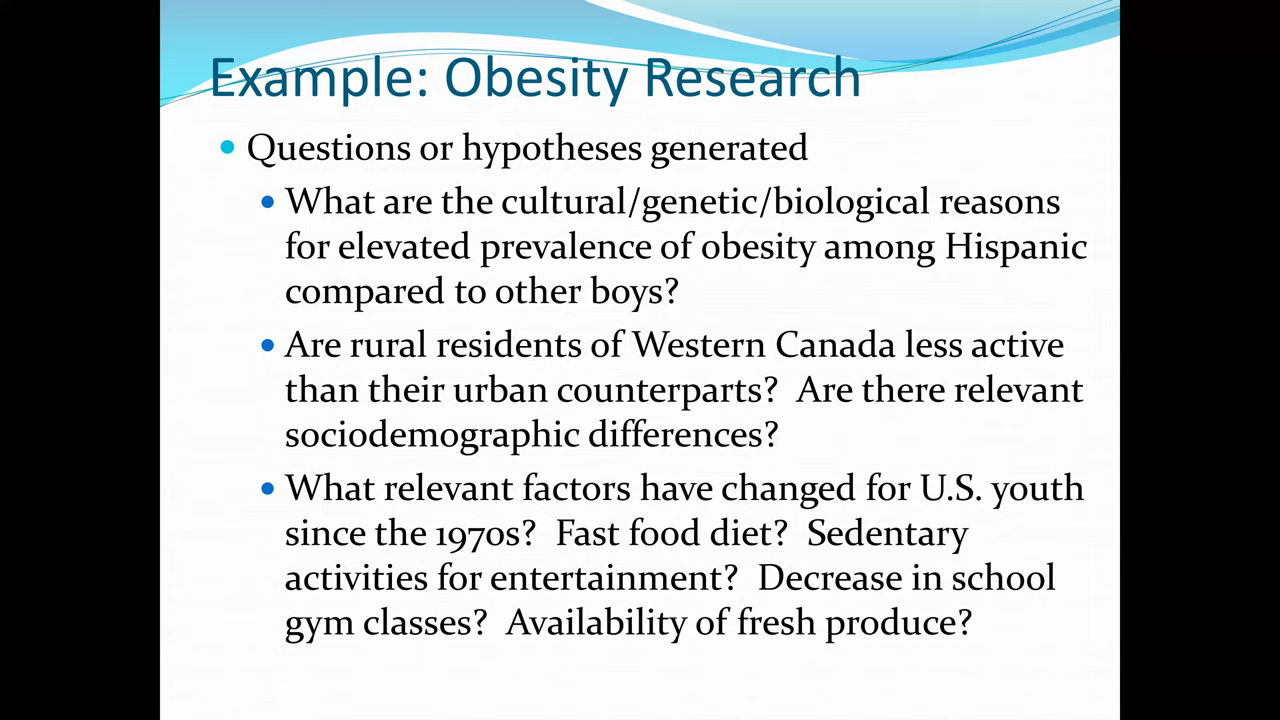 Example: Obesity Research
• Questions or hypotheses generated
• What are the cultural/genetic/biological reasons
for elevated prevalence of obesity among Hispanic
compared to other boys?
• Are rural residents of Western Canada less active
than their urban counterparts?  Are there relevant
sociodemographic differences?
• What relevant factors have changed for U.S. youth
since the 1970s?  Fast food diet?  Sedentary
activities for entertainment?  Decrease in school
gym classes?  Availability of fresh produce?